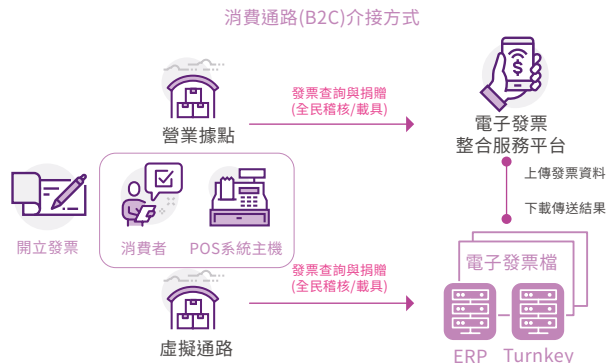 消費通路(B2C)介接方式
營業據點
發票查詢與捐贈
(全民稽核/載具)
電子發票
整合服務平台
上傳發票資料
下載傳送結果
開立發票
消費者
POS系統主機
電子發票檔
發票查詢與捐贈
(全民稽核/載具)
虛擬通路
ERP
Turnkey